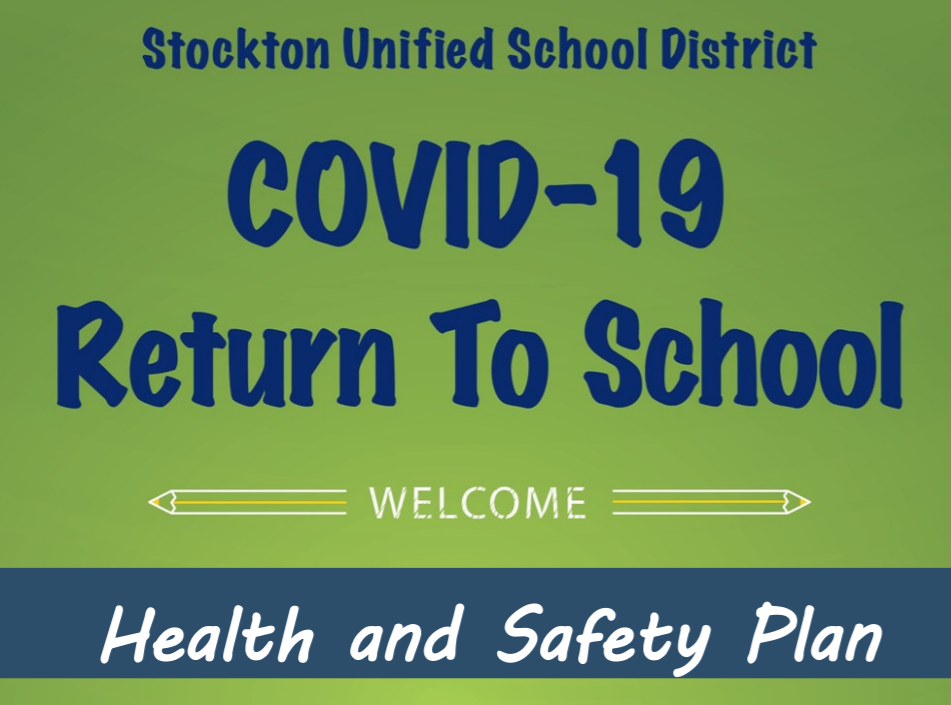 Stockton Unified School District
COVID-19
Return To School
WELCOME
Health and Safety Plan